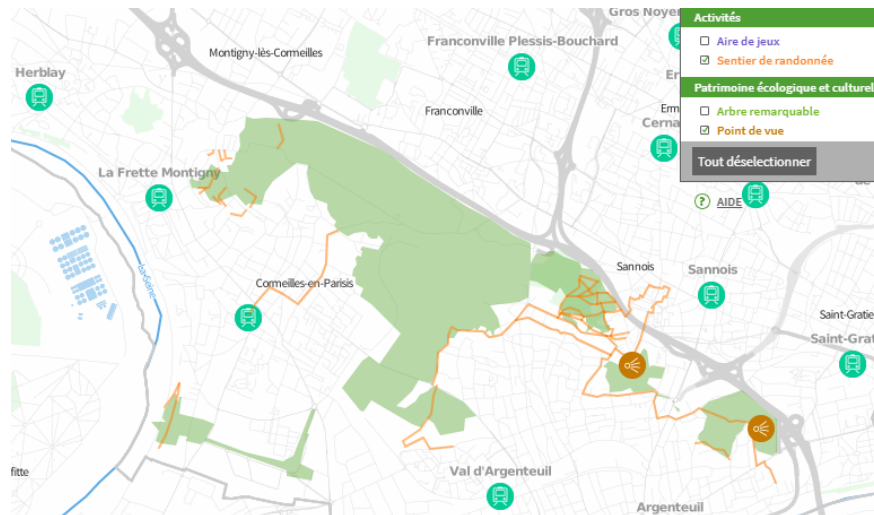 Gros Noyer
Activités
Aire de jeux
Sentier de randonnée
Patrimoine écologique et culturel
Arbre remarquable
Point de vue
Tout déselectionner
? AIDE
Montigny-lès-Cormeilles
Franconville Plessis-Bouchard
Herblay
Franconville
Erm
Cerna
La Frette Montigny
La Seine
Cormeilles-en-Parisis
Sannois
Sannois
Saint-Gratie
Saint-Grat
fitte
Val d'Argenteuil
Argenteuil